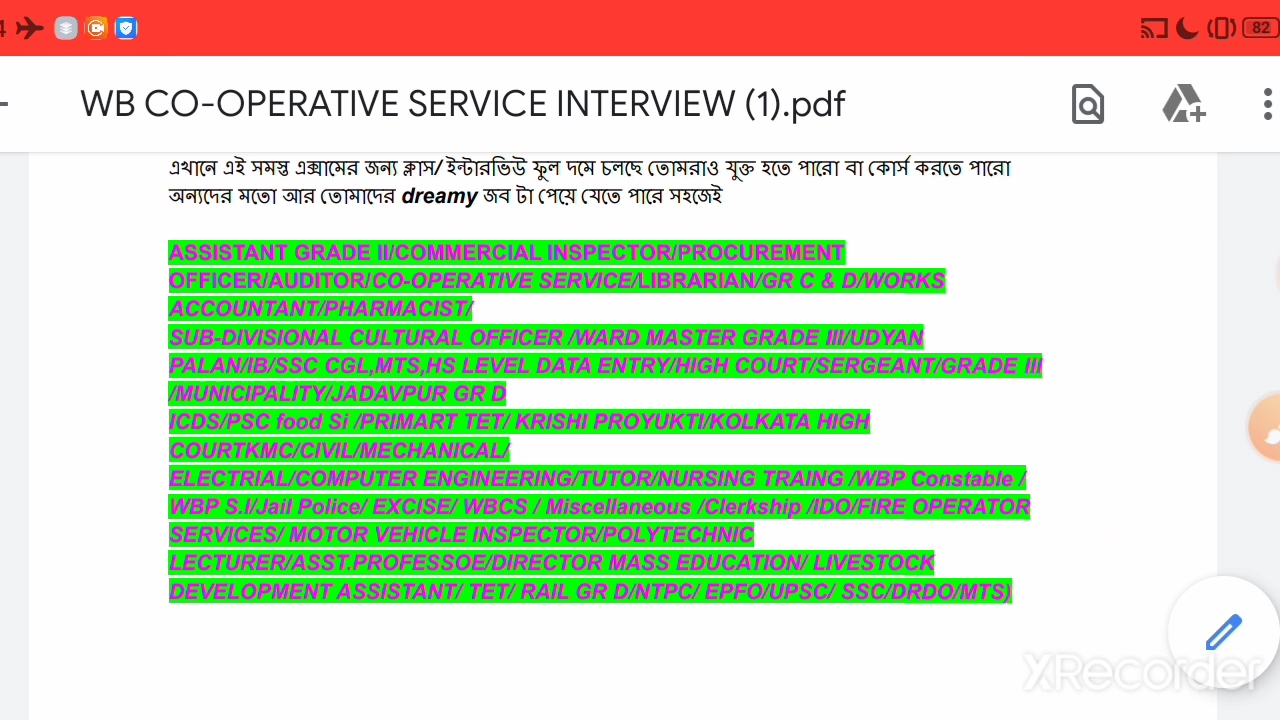 4
82
WB CO-OPERATIVE SERVICE INTERVIEW (1).pdf
এখানে এই সমস্ত এক্সামের জন্য ক্লাস/ ইন্টারভিউ ফুল দমে চলছে তোমরাও যুক্ত হতে পারো বা কোর্স করতে পারো
অন্যদের মতো আর তোমাদের dreamy জব টা পেয়ে যেতে পারে সহজেই
ASSISTANT GRADE II/COMMERCIAL INSPECTOR/PROCUREMENT
OFFICER/AUDITOR/CO-OPERATIVE SERVICE/LIBRARIAN/GR C & D/WORKS
ACCOUNTANT/PHARMACIST/
SUB-DIVISIONAL CULTURAL OFFICER /WARD MASTER GRADE III/UDYAN
PALAN/IB/SSC CGL,MTS,HS LEVEL DATA ENTRY/HIGH COURT/SERGEANT/GRADE III
/MUNICIPALITY/JADAVPUR GR D
ICDS/PSC food Si /PRIMART TET/ KRISHI PROYUKTI/KOLKATA HIGH
COURTKMC/CIVIL/MECHANICAL/
ELECTRIAL/COMPUTER ENGINEERING/TUTOR/NURSING TRAING /WBP Constable /
WBP S.I/Jail Police/ EXCISE/ WBCS / Miscellaneous /Clerkship /IDO/FIRE OPERATOR
SERVICES/ MOTOR VEHICLE INSPECTOR/POLYTECHNIC
LECTURER/ASST.PROFESSOE/DIRECTOR MASS EDUCATION/ LIVESTOCK
DEVELOPMENT ASSISTANT/ TET/ RAIL GR D/NTPC/ EPFO/UPSC/ SSC/DRDO/MTS)
XRecorder